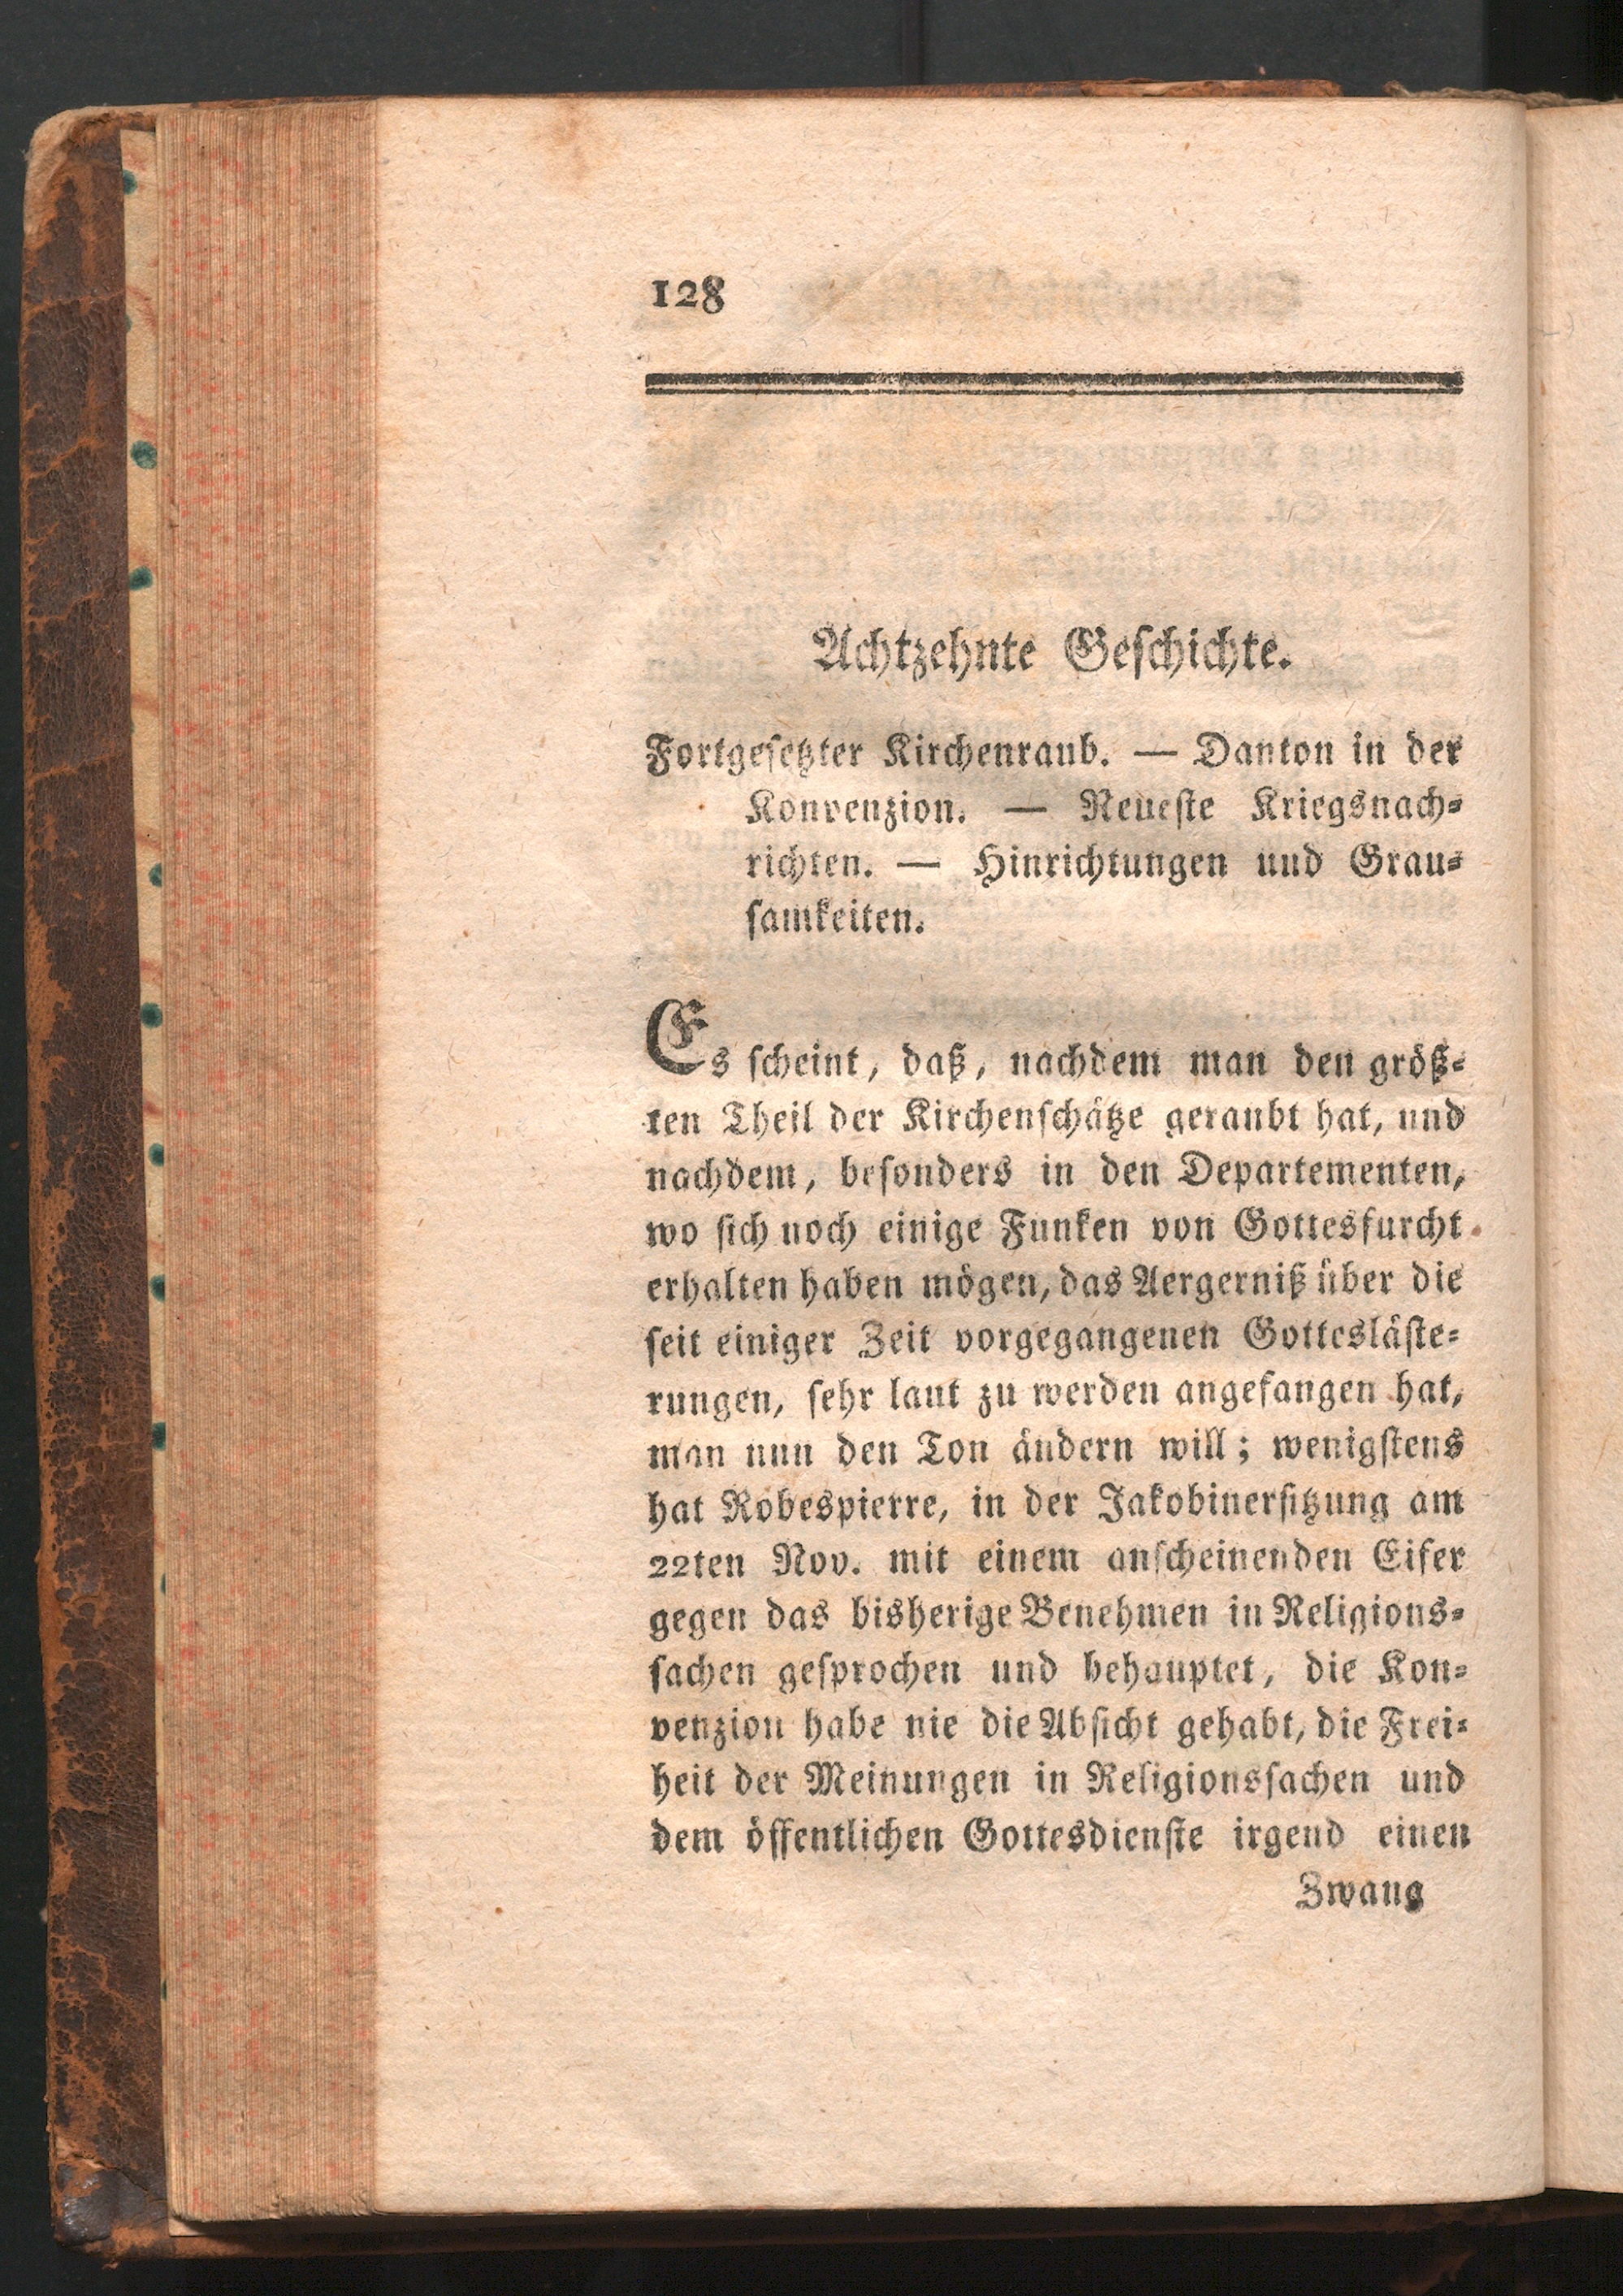 128
Achtzehnte Geschichte.
Fortgesetzter Kirchenraub. — Danton in der
Konvenzion. — Neueste Kriegsnach-
richten. — Hinrichtungen und Grau-
samkeiten.
Es scheint, daß, nachdem man den größ-
ten Theil der Kirchenschätze geraubt hat, und
nachdem, besonders in den Departementen,
wo sich noch einige Funken von Gottesfurcht
erhalten haben mögen, das Aergerniß über die
seit einiger Zeit vorgegangenen Gottesläste-
rungen, sehr laut zu werden angefangen hat,
man nun den Ton ändern will; wenigstens
hat Robespierre, in der Jakobinersitzung am
22ten Nov. mit einem anscheinenden Eifer
gegen das bisherige Benehmen in Religions-
sachen gesprochen und behauptet, die Kon-
venzion habe nie die Absicht gehabt, die Frei-
heit der Meinungen in Religionssachen und
dem öffentlichen Gottesdienste irgend einen
Zwang